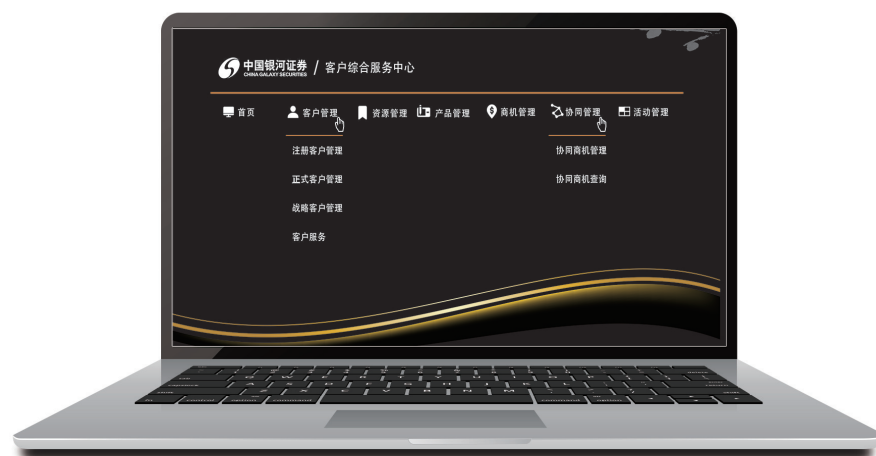 中国银河证券 / 客户综合服务中心
CHINA GALAXY SECURITIES
首页 客户管理 资源管理 产品管理 商机管理 协同管理 活动管理
注册客户管理 协同商机管理
正式客户管理 协同商机查询
战略客户管理
客户服务